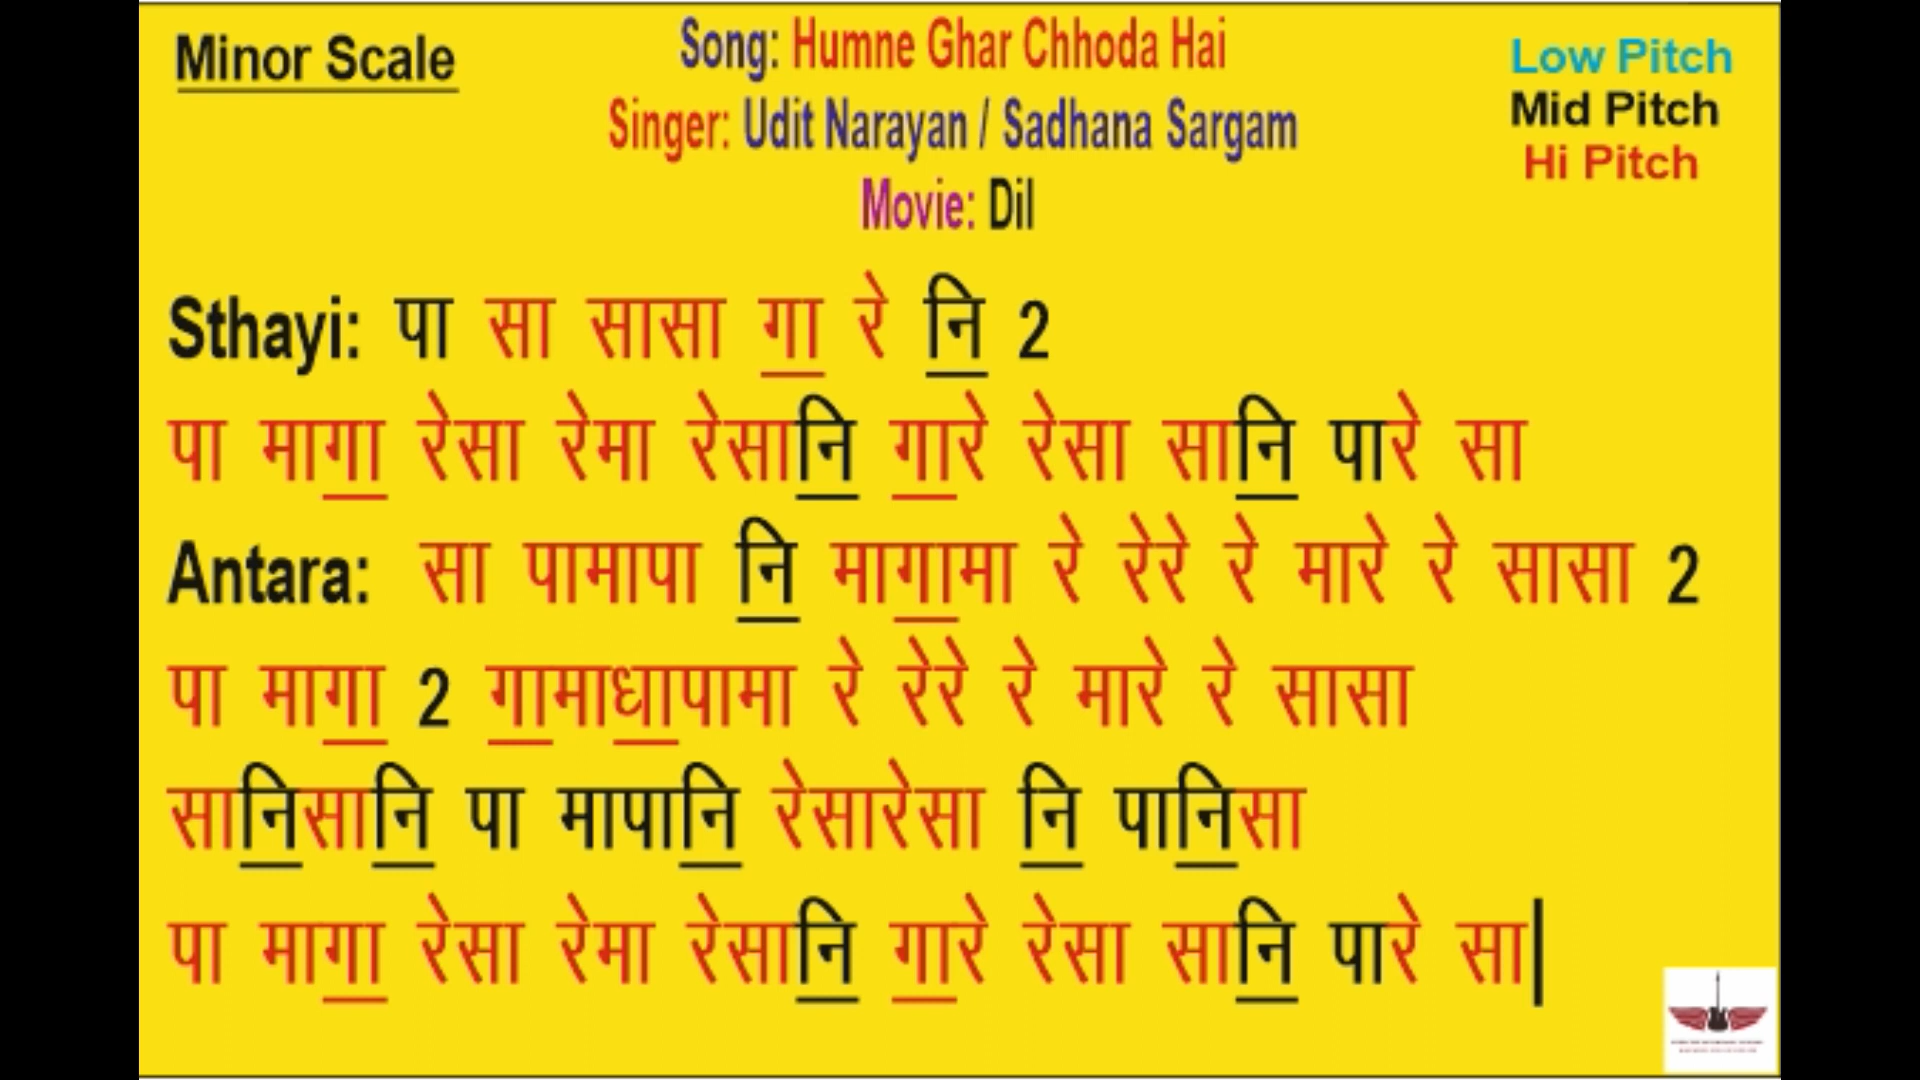 Minor Scale
Song: Humne Ghar Chhoda Hai
Singer: Udit Narayan / Sadhana Sargam
Movie: Dil
Low Pitch
Mid Pitch
Hi Pitch
Sthayi: पा सा सासा गा रे नि 2
पा मागा रेसा रेमा रेसानि गारे रेसा सानि पारे सा
Antara: सा पामापा नि मागामा रे रेरे रे मारे रे सासा 2
पा मागा 2 गामाधापामा रे रेरे रे मारे रे सासा
सानिसानि पा मापानि रेसारेसा नि पानिसा
पा मागा रेसा रेमा रेसानि गारे रेसा सानि पारे सा|